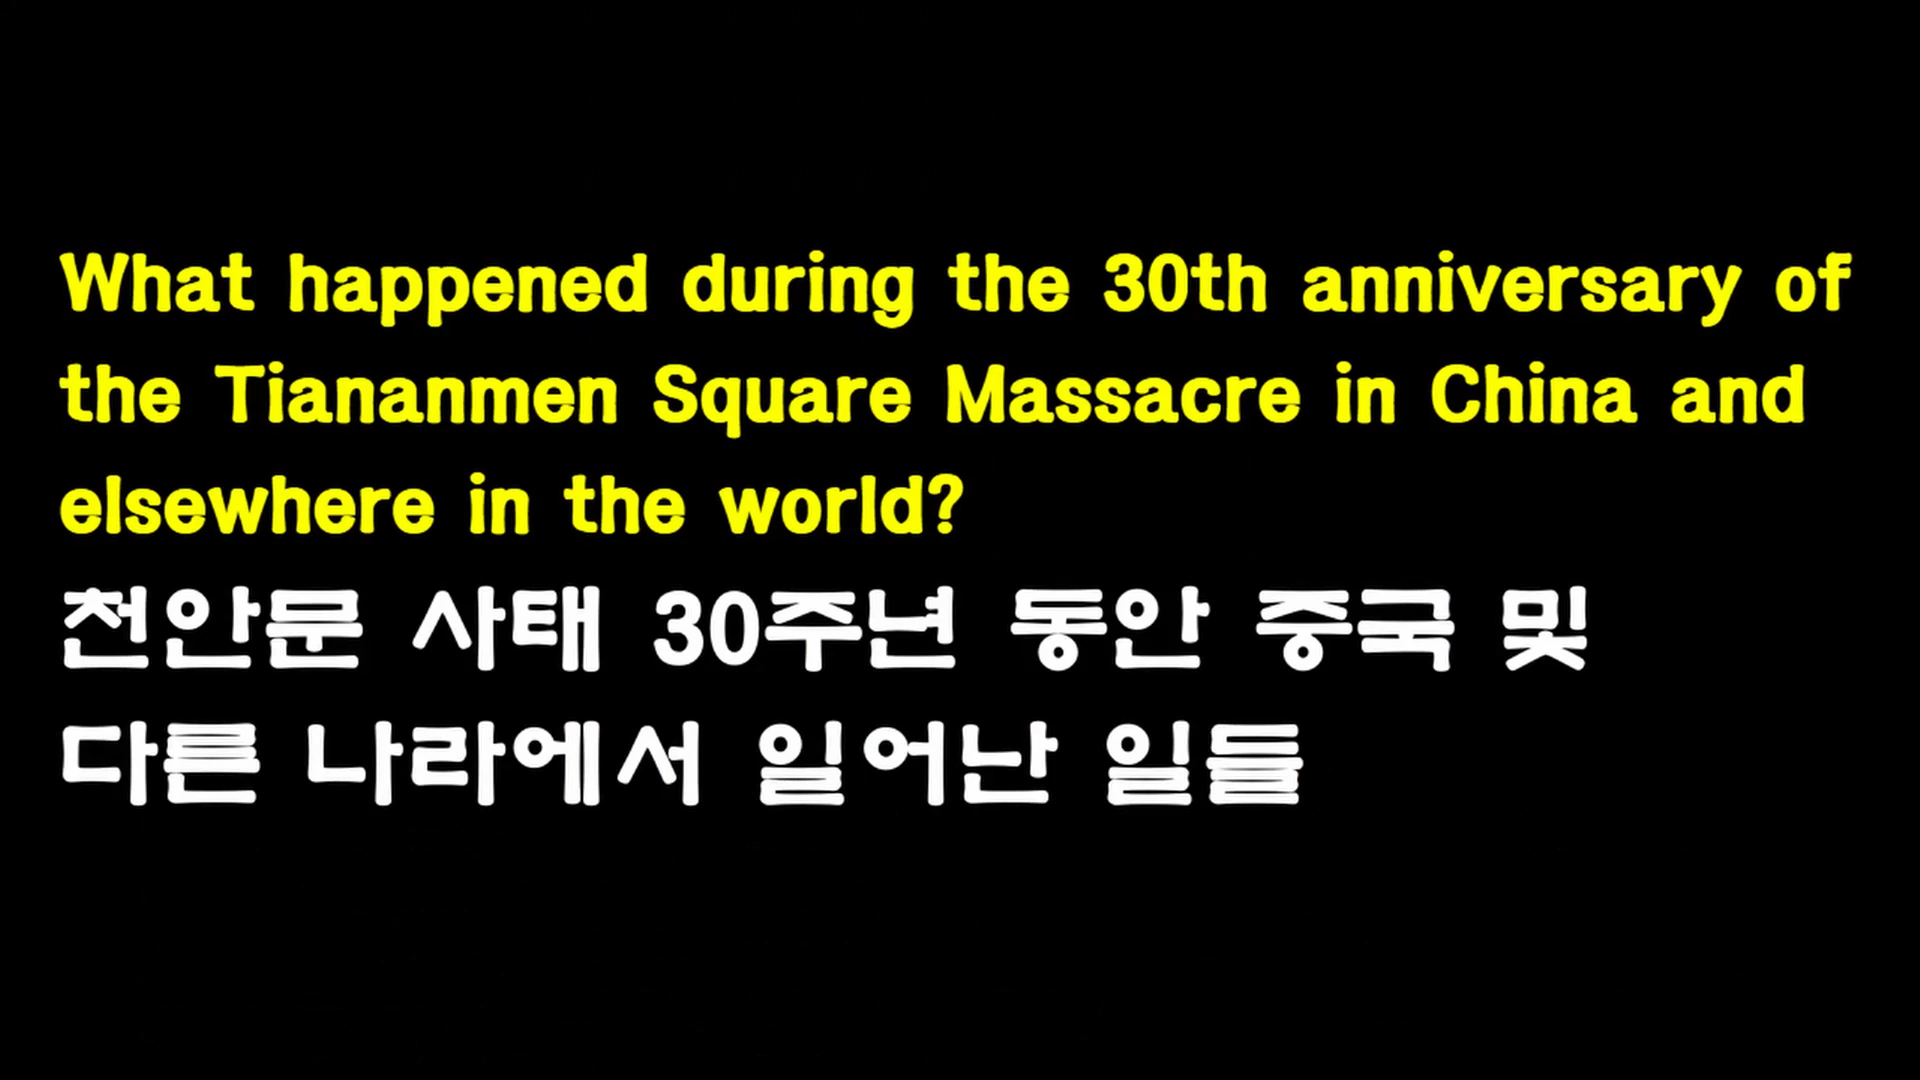 What happened during the 30th anniversary of
the Tiananmen Square Massacre in China and
elsewhere in the world?
천안문 사태 30주년 동안 중국 및
다른 나라에서 일어난 일들